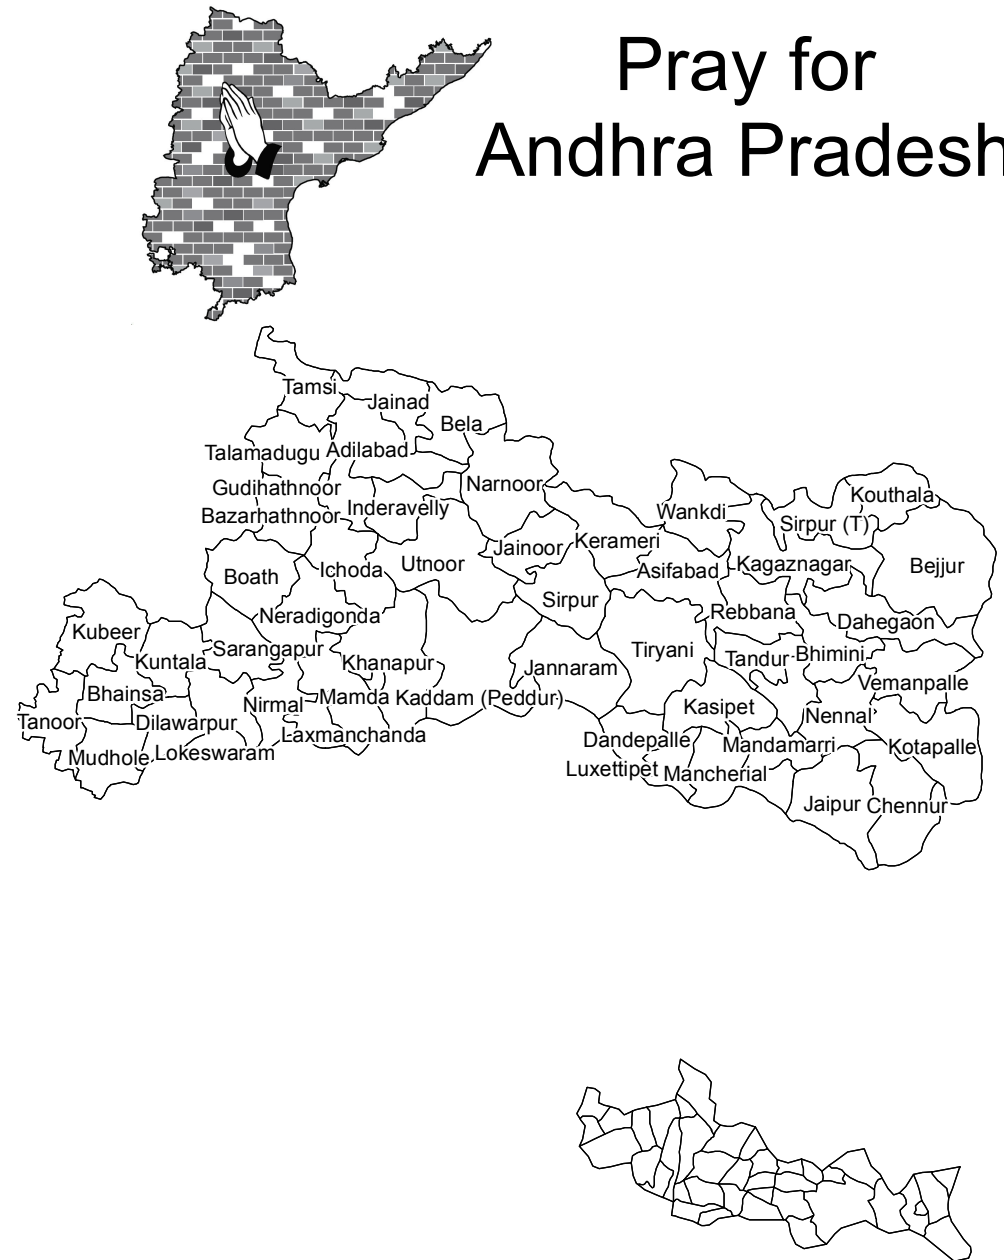 Pray for
Andhra Pradesh
Tamsi
Jainad
Bela
Talamadugu
Adilabad
Gudihathnoor
Narnoor
Kouthala
Bazarhathnoor
Inderavelly
Wankdi
Sirpur (T)
Jainoor
Kerameri
Boath
Ichoda
Utnoor
Asifabad
Kagaznagar
Bejjur
Sirpur
Neradigonda
Rebbana
Dahegaon
Kubeer
Sarangapur
Kuntala
Khanapur
Jannaram
Tiryani
Tandur
Bhimini
Bhainsa
Nirmal
Mamda
Kaddam (Peddur)
Vemanpalle
Kasipet
Nennal
Tanoor
Dilawarpur
Laxmanchanda
Dandepalle
Mandamarri
Kotapalle
Mudhole
Lokeswaram
Luxettipet
Mancherial
Jaipur
Chennur